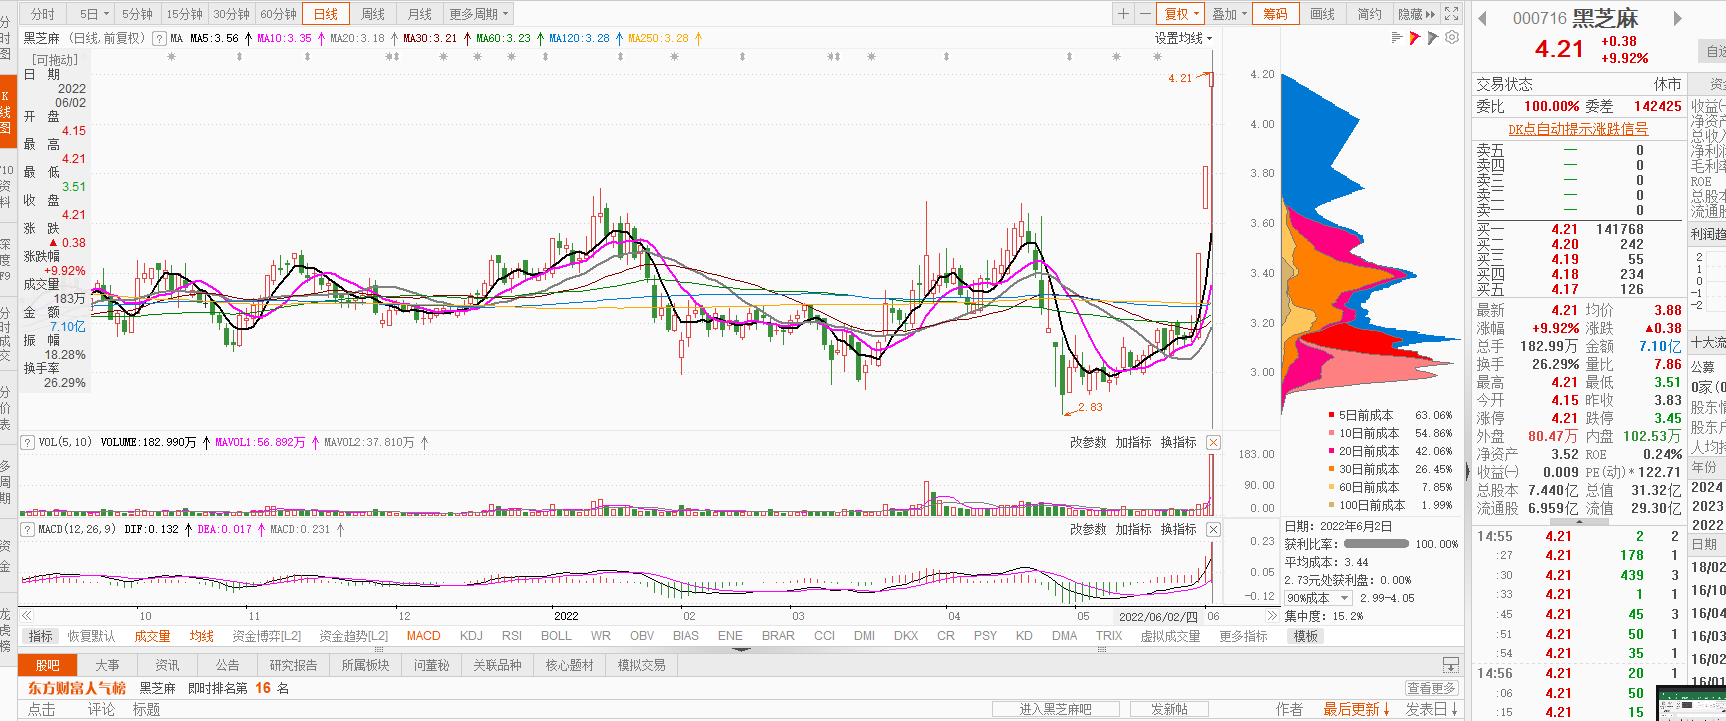 分时 5日 5分钟 15分钟 30分钟 60分钟 日线 周线 月线 更多周期 复权 叠加 筹码 画线 简约 隐藏
000716 黑芝麻
4.21 +0.38 +9.92%
自选
黑芝麻 (日线,前复权) ? MA MA5:3.56 MA10:3.35 MA20:3.18 MA30:3.21 MA60:3.23 MA120:3.28 MA250:3.28
设置均线
[可拖动]
日 期
2022
06/02
开 盘
4.15
最 高
4.21
最 低
3.51
收 盘
4.21
涨 跌
▲ 0.38
涨跌幅
+9.92%
成交量
183万
金 额
7.10亿
振 幅
18.28%
换手率
26.29%
分时图
K线图
F10资料
深度F9
分时成交
分价表
多周期
资金
龙虎榜
4.21
2.83
4.20
4.00
3.80
3.60
3.40
3.20
3.00
5日前成本 63.06%
10日前成本 54.86%
20日前成本 42.06%
30日前成本 26.45%
60日前成本 7.85%
100日前成本 1.99%
日期: 2022年6月2日
获利比率: 100.00%
平均成本: 3.44
2.73元处获利盘: 0.00%
90%成本 2.99-4.05
集中度: 15.2%
? VOL(5,10) VOLUME:182.990万 MAVOL1:56.892万 MAVOL2:37.810万
改参数 加指标 换指标
183.00
90.00
0.00
? MACD(12,26,9) DIF:0.132 DEA:0.017 MACD:0.231
改参数 加指标 换指标
0.23
0.05
-0.12
10 11 12 2022 02 03 04 05 2022/06/02/四 06
指标 恢复默认 成交量 均线 资金博弈[L2] 资金趋势[L2] MACD KDJ RSI BOLL WR OBV BIAS ENE BRAR CCI DMI DKX CR PSY KD DMA TRIX 虚拟成交量 更多指标 模板
股吧 大事 资讯 公告 研究报告 所属板块 问董秘 关联品种 核心题材 模拟交易
东方财富人气榜 黑芝麻 即时排名第 16 名
查看更多
点击 评论 标题 进入黑芝麻吧 发新帖 作者 最后更新 发表日
交易状态 休市
委比 100.00% 委差 142425
DK点自动提示涨跌信号
卖五 — 0
卖四 — 0
卖三 — 0
卖二 — 0
卖一 — 0
买一 4.21 141768
买二 4.20 242
买三 4.19 55
买四 4.18 234
买五 4.17 126
最新 4.21 均价 3.88
涨幅 +9.92% 涨跌 ▲0.38
总手 182.99万 金额 7.10亿
换手 26.29% 量比 7.86
最高 4.21 最低 3.51
今开 4.15 昨收 3.83
涨停 4.21 跌停 3.45
外盘 80.47万 内盘 102.53万
净资产 3.52 ROE 0.24%
收益(一) 0.009 PE(动)* 122.71
总股本 7.440亿 总值 31.32亿
流通股 6.959亿 流值 29.30亿
14:55 4.21 2 2
:27 4.21 178 1
:30 4.21 439 3
:33 4.21 1 1
:45 4.21 45 3
:51 4.21 50 1
:54 4.21 35 1
14:56 4.21 20 1
:06 4.21 50
:15 4.21 15
ROE
2
1
0
-1
-2
公募
0家(0
年份
2024
2023
2022
日期
18/02
16/10
16/04
16/03
16/02
16/01